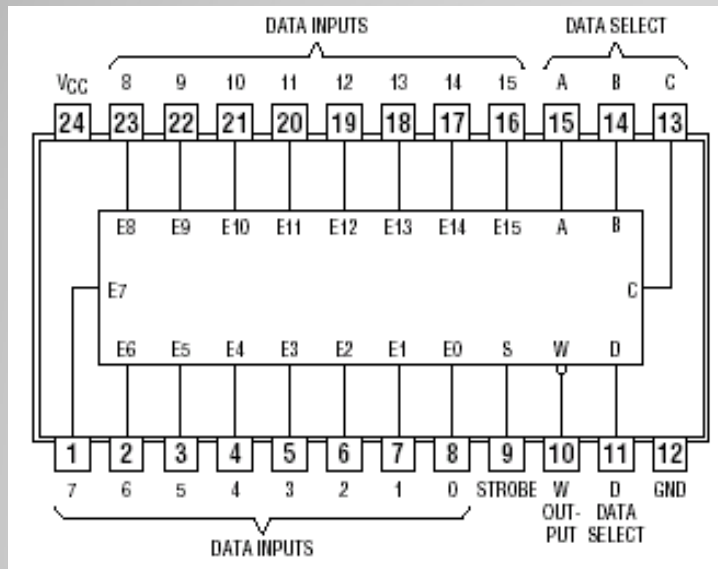 DATA INPUTS DATA SELECT
VCC 8 9 10 11 12 13 14 15 A B C
24 23 22 21 20 19 18 17 16 15 14 13
E8 E9 E10 E11 E12 E13 E14 E15 A B
E7 C
E6 E5 E4 E3 E2 E1 E0 S W D
1 2 3 4 5 6 7 8 9 10 11 12
7 6 5 4 3 2 1 0 STROBE W D GND
OUT- DATA
PUT SELECT
DATA INPUTS